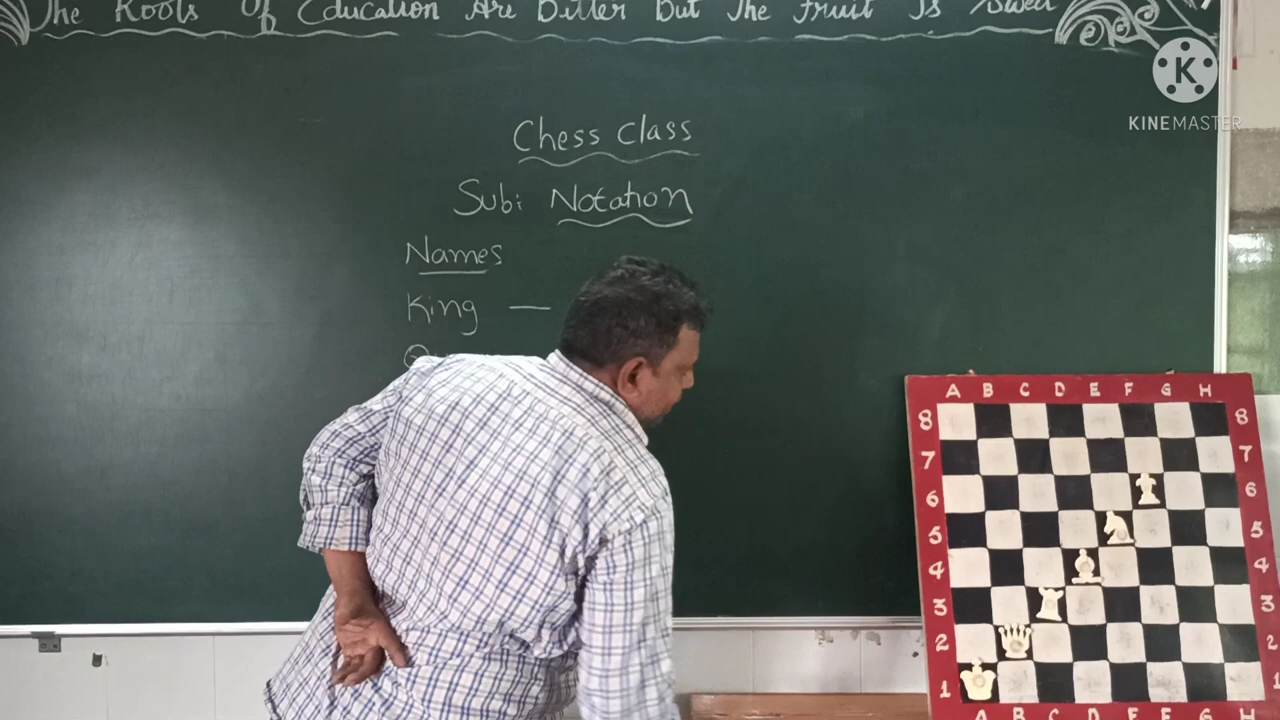 The Roots Of Education Are Bitter But The Fruit Is Sweet
K
KINEMASTER
Chess Class
Sub: Notation
Names
King —
A B C D E F G H
8 8
7 7
6 6
5 5
4 4
3 3
2 2
1 1
A B C D E F G H